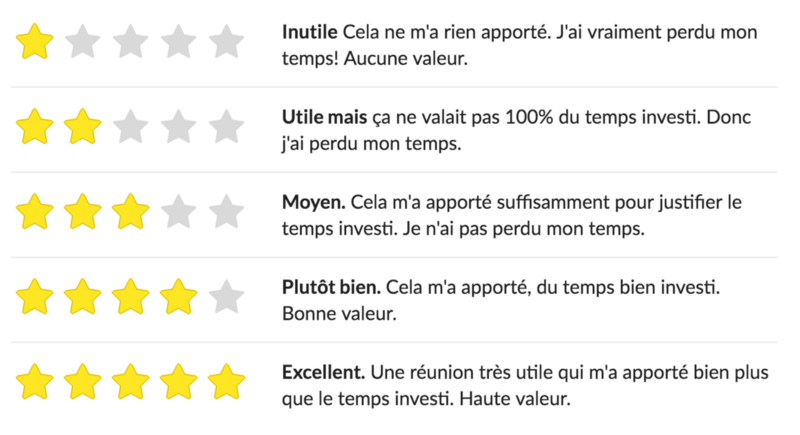 Inutile Cela ne m'a rien apporté. J'ai vraiment perdu mon
temps! Aucune valeur.
Utile mais ça ne valait pas 100% du temps investi. Donc
j'ai perdu mon temps.
Moyen. Cela m'a apporté suffisamment pour justifier le
temps investi. Je n'ai pas perdu mon temps.
Plutôt bien. Cela m'a apporté, du temps bien investi.
Bonne valeur.
Excellent. Une réunion très utile qui m'a apporté bien plus
que le temps investi. Haute valeur.